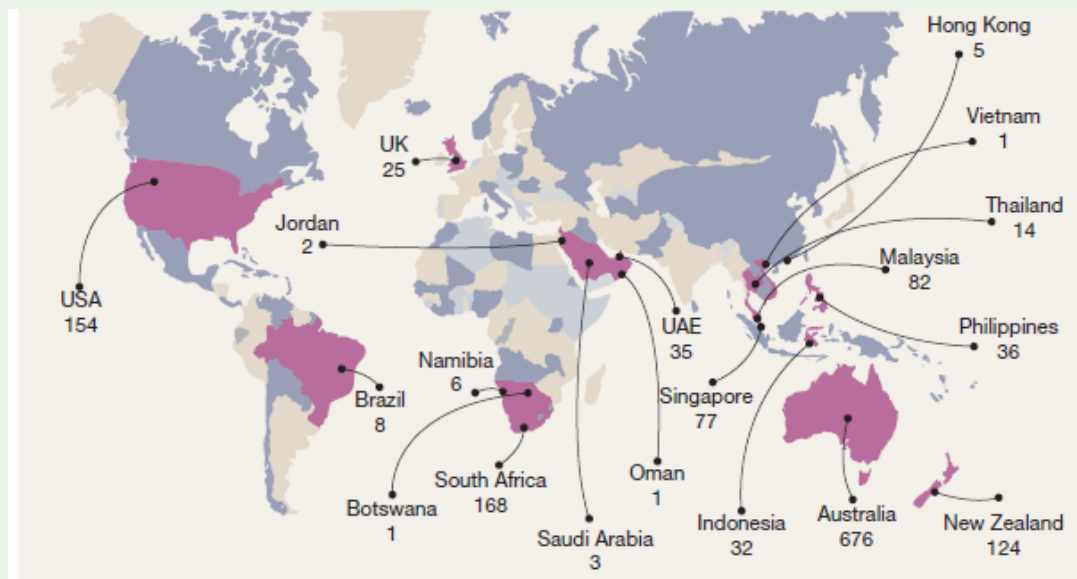 Hong Kong
5
Vietnam
1
UK
25
Thailand
14
Jordan
2
Malaysia
82
USA
154
UAE
35
Philippines
36
Namibia
6
Brazil
8
Singapore
77
South Africa
168
Oman
1
Botswana
1
Saudi Arabia
3
Indonesia
32
Australia
676
New Zealand
124